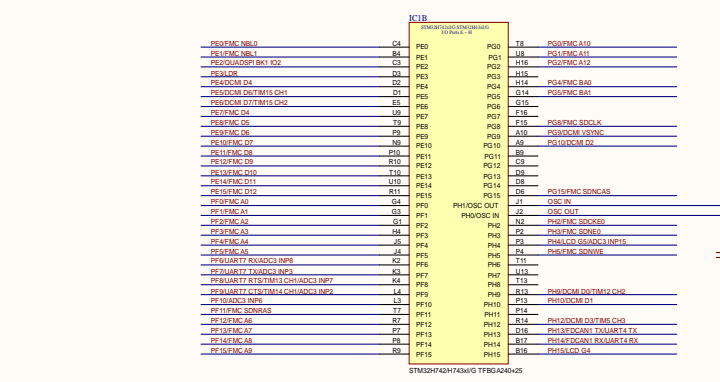 IC1B
STM32H742xI/G STM32H43xI/G
I/O Ports E - H
PE0/FMC NBL0 C4 PE0 PG0 T8 PG0/FMC A10
PE1/FMC NBL1 B4 PE1 PG1 U8 PG1/FMC A11
PE2/QUADSPI BK1 IO2 C3 PE2 PG2 H16 PG2/FMC A12
PE3/LDR D3 PE3 PG3 H15
PE4/DCMI D4 D2 PE4 PG4 H14 PG4/FMC BA0
PE5/DCMI D6/TIM15 CH1 D1 PE5 PG5 G14 PG5/FMC BA1
PE6/DCMI D7/TIM15 CH2 E5 PE6 PG6 G15
PE7/FMC D4 U9 PE7 PG7 F16
PE8/FMC D5 T9 PE8 PG8 F15 PG8/FMC SDCLK
PE9/FMC D6 P9 PE9 PG9 A10 PG9/DCMI VSYNC
PE10/FMC D7 N9 PE10 PG10 A9 PG10/DCMI D2
PE11/FMC D8 P10 PE11 PG11 B9
PE12/FMC D9 R10 PE12 PG12 C9
PE13/FMC D10 T10 PE13 PG13 D9
PE14/FMC D11 U10 PE14 PG14 D8
PE15/FMC D12 R11 PE15 PG15 D6 PG15/FMC SDNCAS
PF0/FMC A0 G4 PF0 PH1/OSC OUT J1 OSC IN
PF1/FMC A1 G3 PF1 PH0/OSC IN J2 OSC OUT
PF2/FMC A2 G1 PF2 PH2 N2 PH2/FMC SDCKE0
PF3/FMC A3 H4 PF3 PH3 P2 PH3/FMC SDNE0
PF4/FMC A4 J5 PF4 PH4 P3 PH4/LCD G5/ADC3 INP15
PF5/FMC A5 J4 PF5 PH5 P4 PH5/FMC SDNWE
PF6/UART7 RX/ADC3 INP8 K2 PF6 PH6 T11
PF7/UART7 TX/ADC3 INP3 K3 PF7 PH7 U13
PF8/UART7 RTS/TIM13 CH1/ADC3 INP7 K4 PF8 PH8 T13
PF9/UART7 CTS/TIM14 CH1/ADC3 INP2 L4 PF9 PH9 R13 PH9/DCMI D0/TIM12 CH2
PF10/ADC3 INP6 L3 PF10 PH10 P13 PH10/DCMI D1
PF11/FMC SDNRAS T7 PF11 PH11 P14
PF12/FMC A6 R7 PF12 PH12 R14 PH12/DCMI D3/TIM5 CH3
PF13/FMC A7 P7 PF13 PH13 D16 PH13/FDCAN1 TX/UART4 TX
PF14/FMC A8 P8 PF14 PH14 B17 PH14/FDCAN1 RX/UART4 RX
PF15/FMC A9 R9 PF15 PH15 B16 PH15/LCD G4
STM32H742/H743xI/G TFBGA240+25